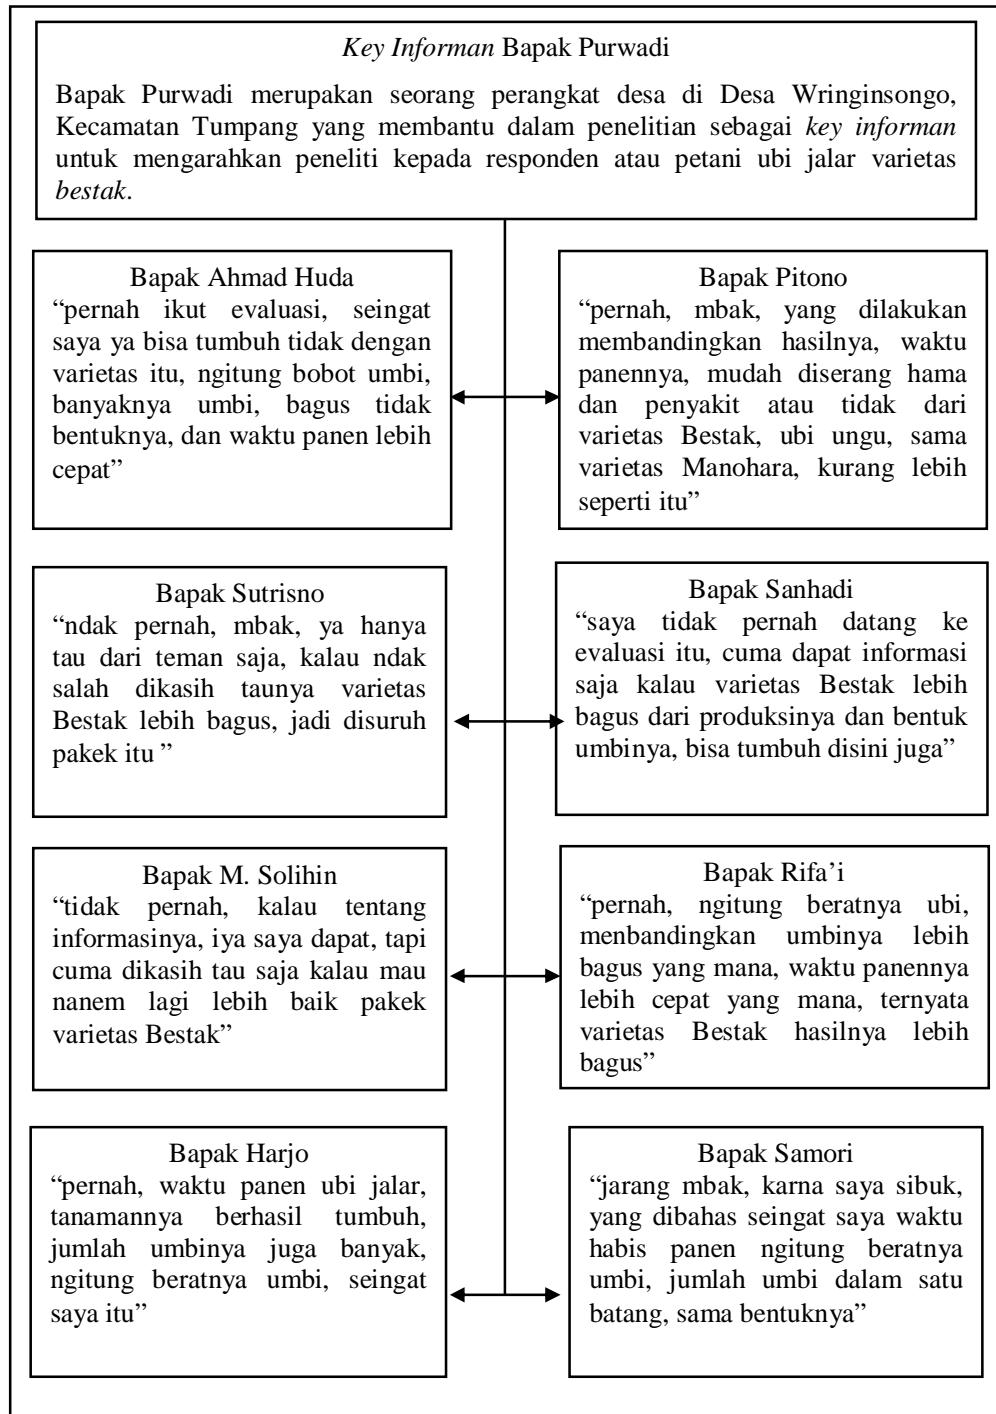 Key Informan Bapak Purwadi
Bapak Purwadi merupakan seorang perangkat desa di Desa Wringinsongo,
Kecamatan Tumpang yang membantu dalam penelitian sebagai key informan
untuk mengarahkan peneliti kepada responden atau petani ubi jalar varietas
bestak.
Bapak Ahmad Huda
“pernah ikut evaluasi, seingat
saya ya bisa tumbuh tidak dengan
varietas itu, ngitung bobot umbi,
banyaknya umbi, bagus tidak
bentuknya, dan waktu panen lebih
cepat”
Bapak Pitono
“pernah, mbak, yang dilakukan
membandingkan hasilnya, waktu
panennya, mudah diserang hama
dan penyakit atau tidak dari
varietas Bestak, ubi ungu, sama
varietas Manohara, kurang lebih
seperti itu”
Bapak Sutrisno
“ndak pernah, mbak, ya hanya
tau dari teman saja, kalau ndak
salah dikasih taunya varietas
Bestak lebih bagus, jadi disuruh
pakek itu ”
Bapak Sanhadi
“saya tidak pernah datang ke
evaluasi itu, cuma dapat informasi
saja kalau varietas Bestak lebih
bagus dari produksinya dan bentuk
umbinya, bisa tumbuh disini juga”
Bapak M. Solihin
“tidak pernah, kalau tentang
informasinya, iya saya dapat, tapi
cuma dikasih tau saja kalau mau
nanem lagi lebih baik pakek
varietas Bestak”
Bapak Rifa’i
“pernah, ngitung beratnya ubi,
menbandingkan umbinya lebih
bagus yang mana, waktu panennya
lebih cepat yang mana, ternyata
varietas Bestak hasilnya lebih
bagus”
Bapak Harjo
“pernah, waktu panen ubi jalar,
tanamannya berhasil tumbuh,
jumlah umbinya juga banyak,
ngitung beratnya umbi, seingat
saya itu”
Bapak Samori
“jarang mbak, karna saya sibuk,
yang dibahas seingat saya waktu
habis panen ngitung beratnya
umbi, jumlah umbi dalam satu
batang, sama bentuknya”